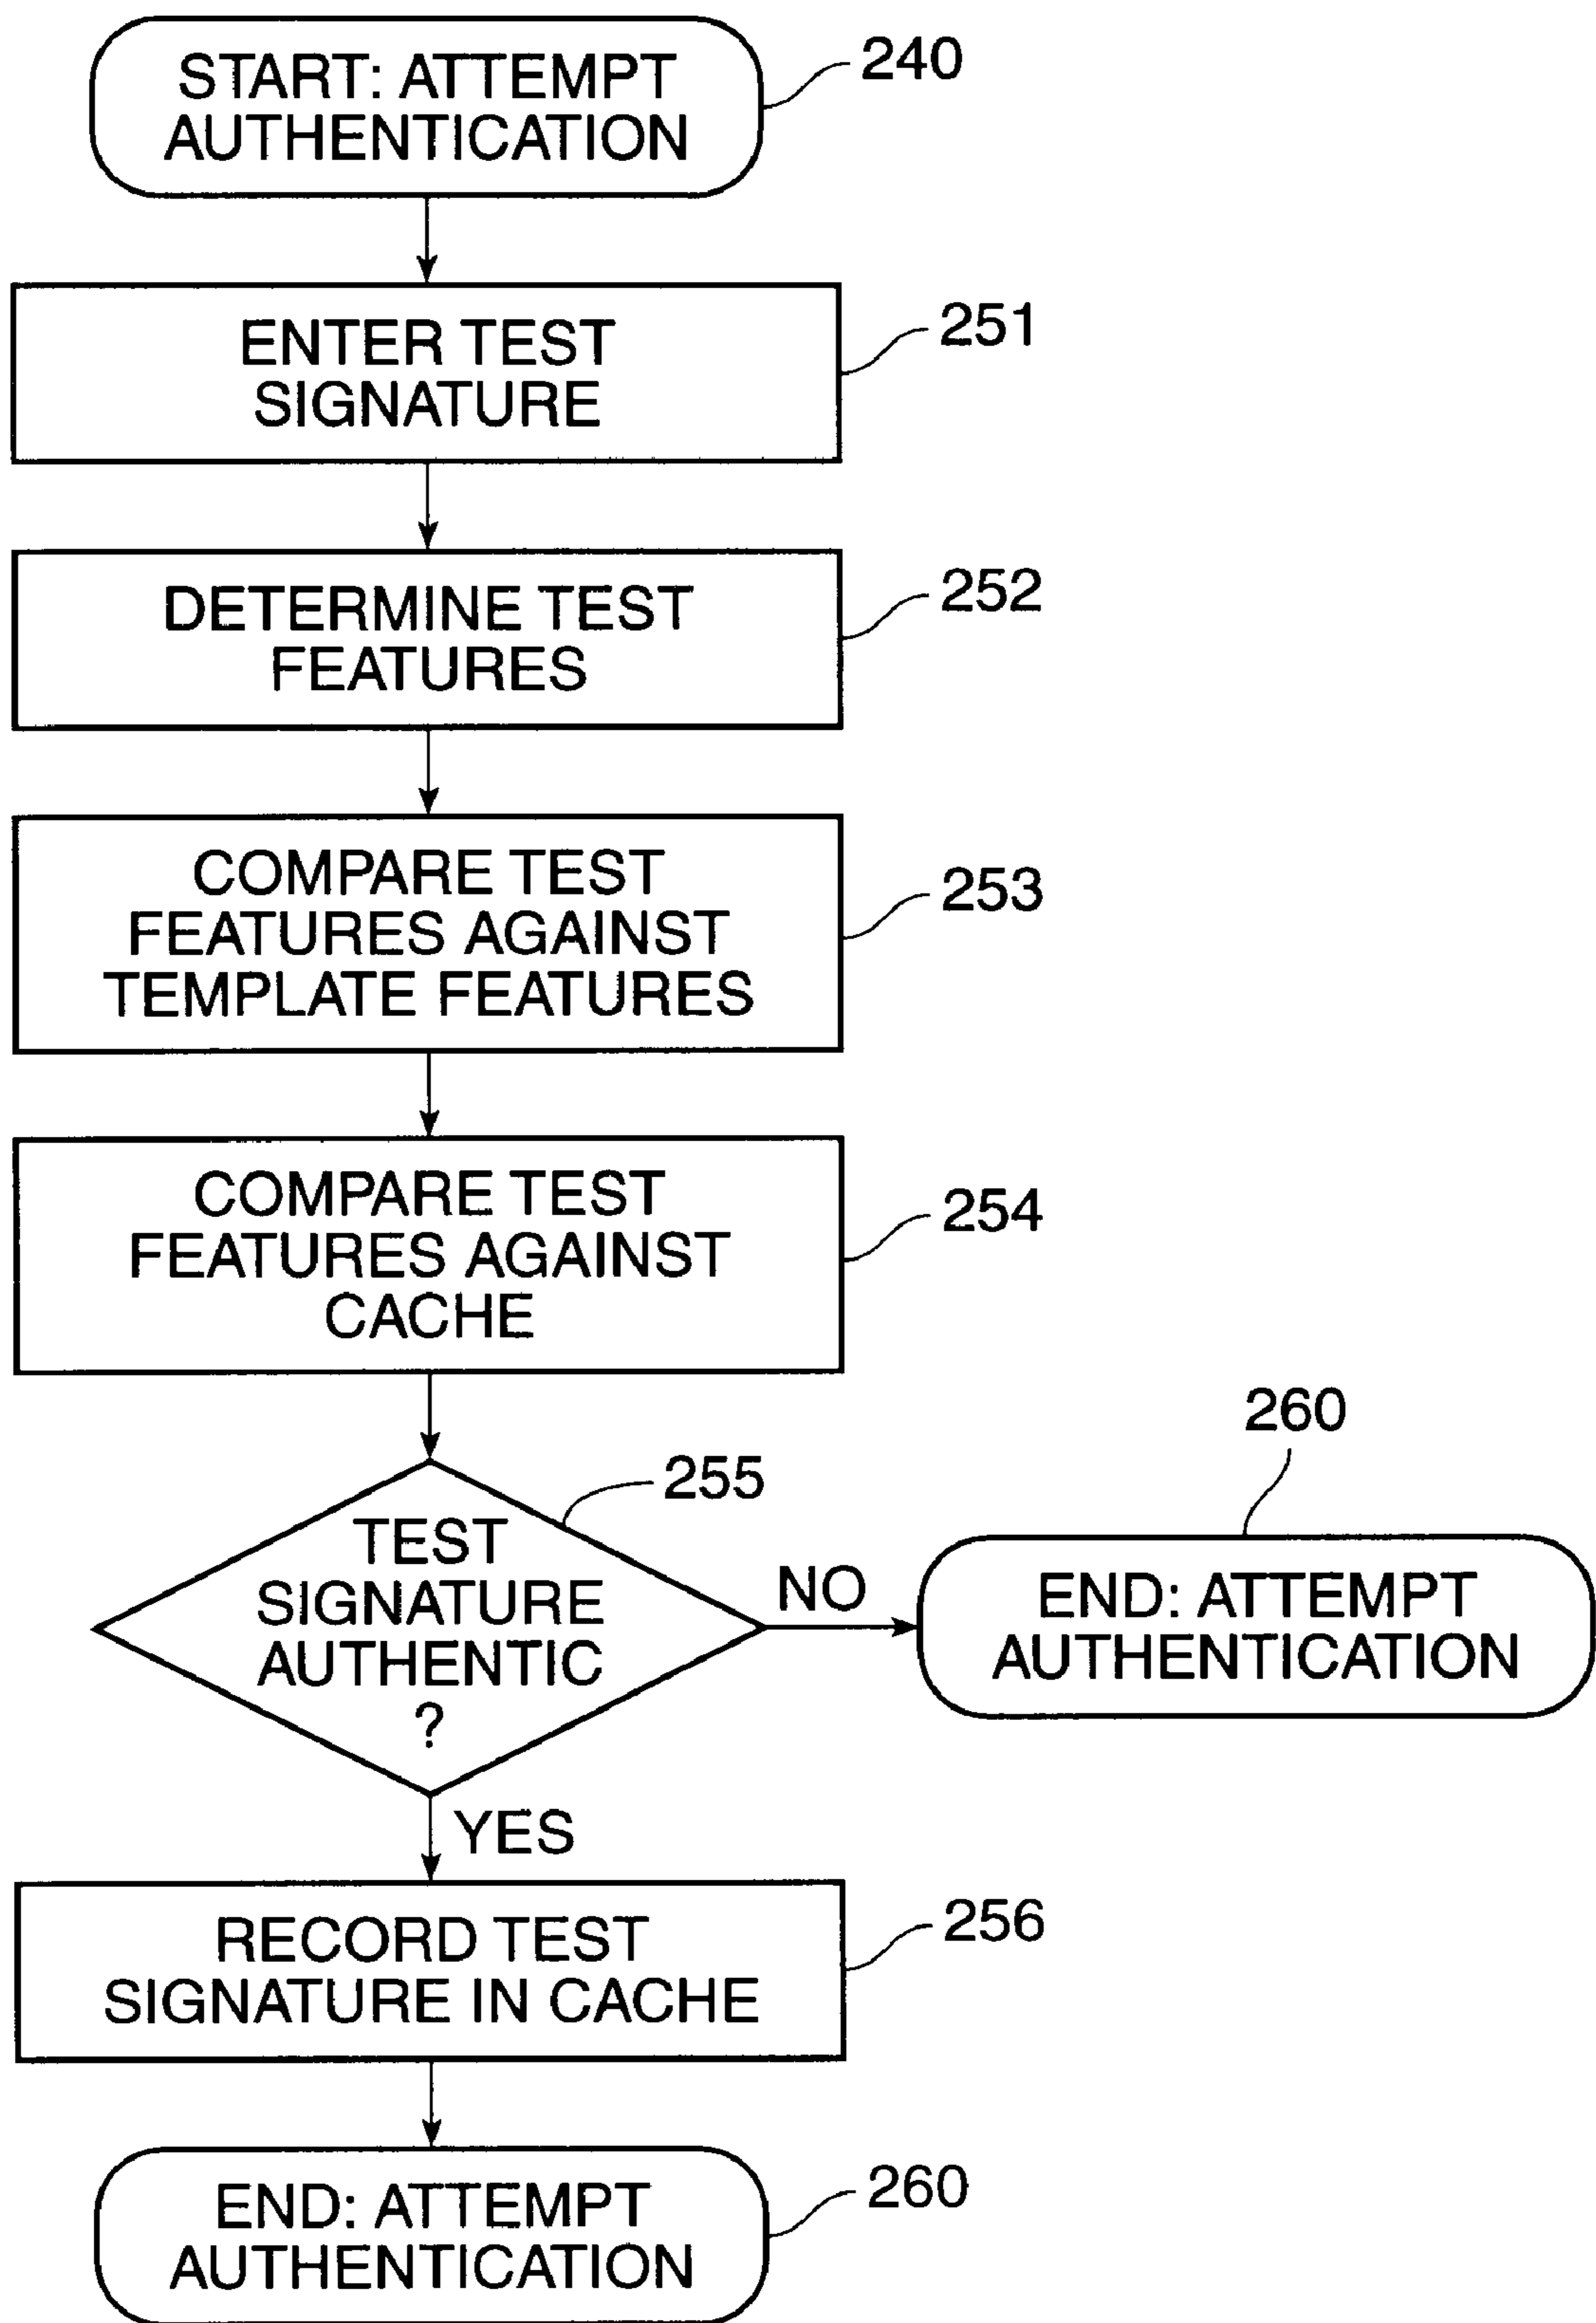 START: ATTEMPT
AUTHENTICATION
240
ENTER TEST
SIGNATURE
251
DETERMINE TEST
FEATURES
252
COMPARE TEST
FEATURES AGAINST
TEMPLATE FEATURES
253
COMPARE TEST
FEATURES AGAINST
CACHE
254
TEST
SIGNATURE
AUTHENTIC
?
255
NO
260
END: ATTEMPT
AUTHENTICATION
YES
RECORD TEST
SIGNATURE IN CACHE
256
END: ATTEMPT
AUTHENTICATION
260